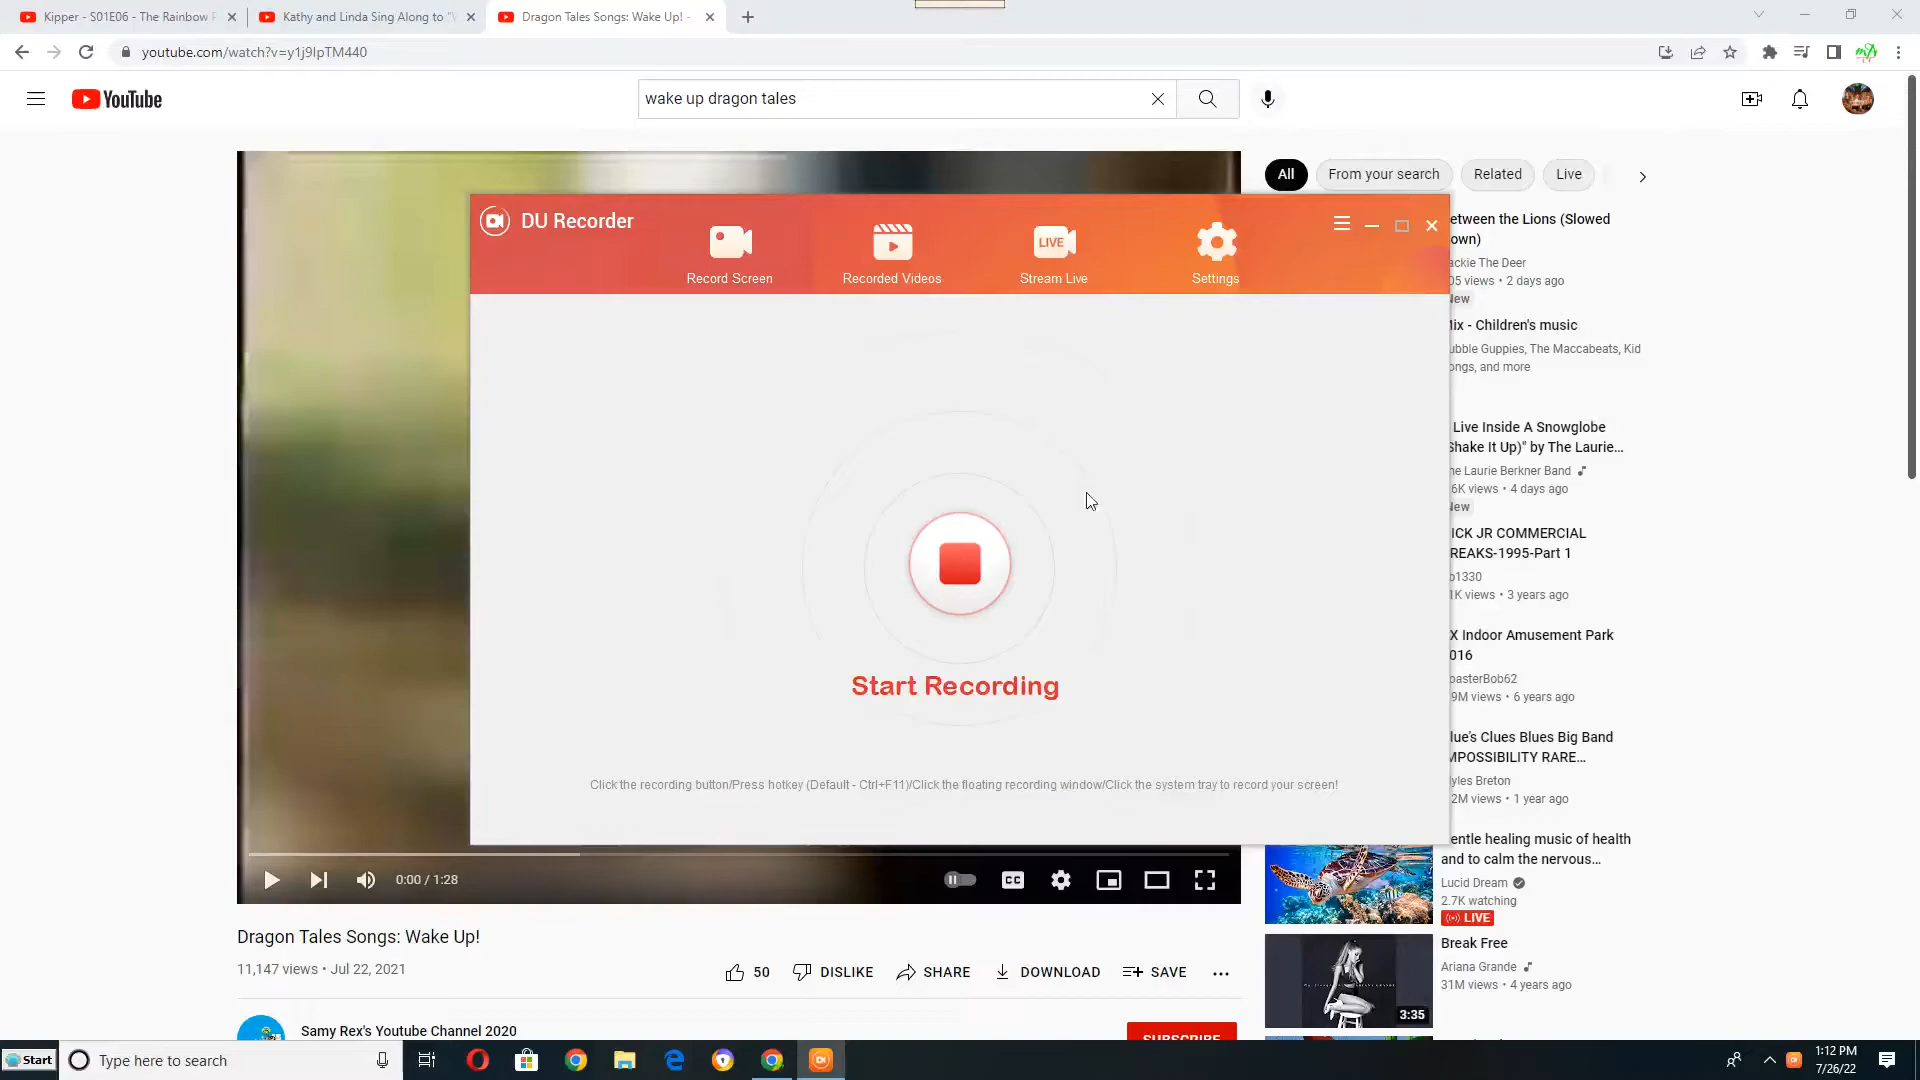 Kipper - S01E06 - The Rainbow
Kathy and Linda Sing Along to
Dragon Tales Songs: Wake Up! -
youtube.com/watch?v=y1j9IpTM440
YouTube
wake up dragon tales
All
From your search
Related
Live
DU Recorder
Record Screen
Recorded Videos
LIVE
Stream Live
Settings
Start Recording
Click the recording button/Press hotkey (Default - Ctrl+F11)/Click the floating recording window/Click the system tray to record your screen!
etween the Lions (Slowed
own)
ackie The Deer
05 views • 2 days ago
New
Mix - Children's music
ubble Guppies, The Maccabeats, Kid
ongs, and more
Live Inside A Snowglobe
Shake It Up)" by The Laurie...
he Laurie Berkner Band
6K views • 4 days ago
New
ICK JR COMMERCIAL
REAKS-1995-Part 1
b1330
1K views • 3 years ago
X Indoor Amusement Park
016
oasterBob62
9M views • 6 years ago
lue's Clues Blues Big Band
MPOSSIBILITY RARE...
yles Breton
2M views • 1 year ago
entle healing music of health
and to calm the nervous...
Lucid Dream
2.7K watching
LIVE
Break Free
Ariana Grande
31M views • 4 years ago
3:35
0:00 / 1:28
CC
Dragon Tales Songs: Wake Up!
11,147 views • Jul 22, 2021
50
DISLIKE
SHARE
DOWNLOAD
SAVE
Samy Rex's Youtube Channel 2020
SUBSCRIBE
Start
Type here to search
1:12 PM
7/26/22